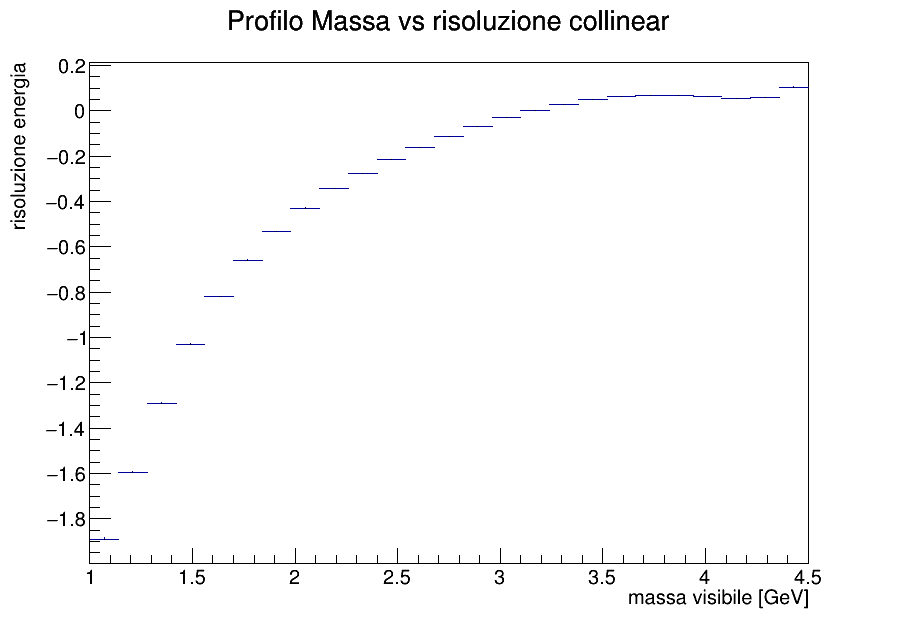 Profilo Massa vs risoluzione collinear
risoluzione energia
0.2
0
−0.2
−0.4
−0.6
−0.8
−1
−1.2
−1.4
−1.6
−1.8
1 1.5 2 2.5 3 3.5 4 4.5
massa visibile [GeV]